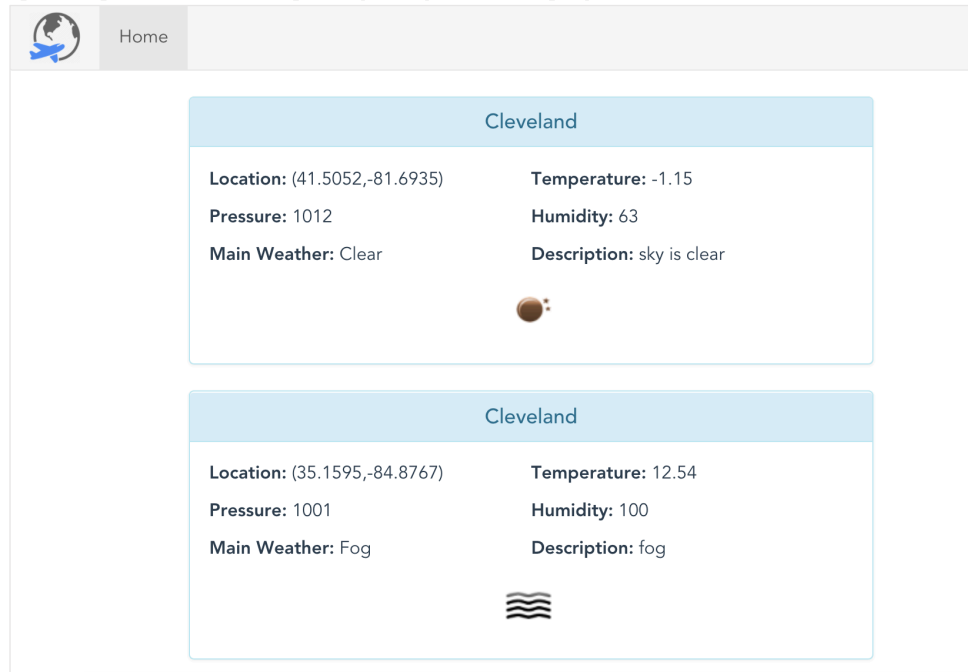 Home
Cleveland
Location: (41.5052,-81.6935) Temperature: -1.15
Pressure: 1012 Humidity: 63
Main Weather: Clear Description: sky is clear
Cleveland
Location: (35.1595,-84.8767) Temperature: 12.54
Pressure: 1001 Humidity: 100
Main Weather: Fog Description: fog